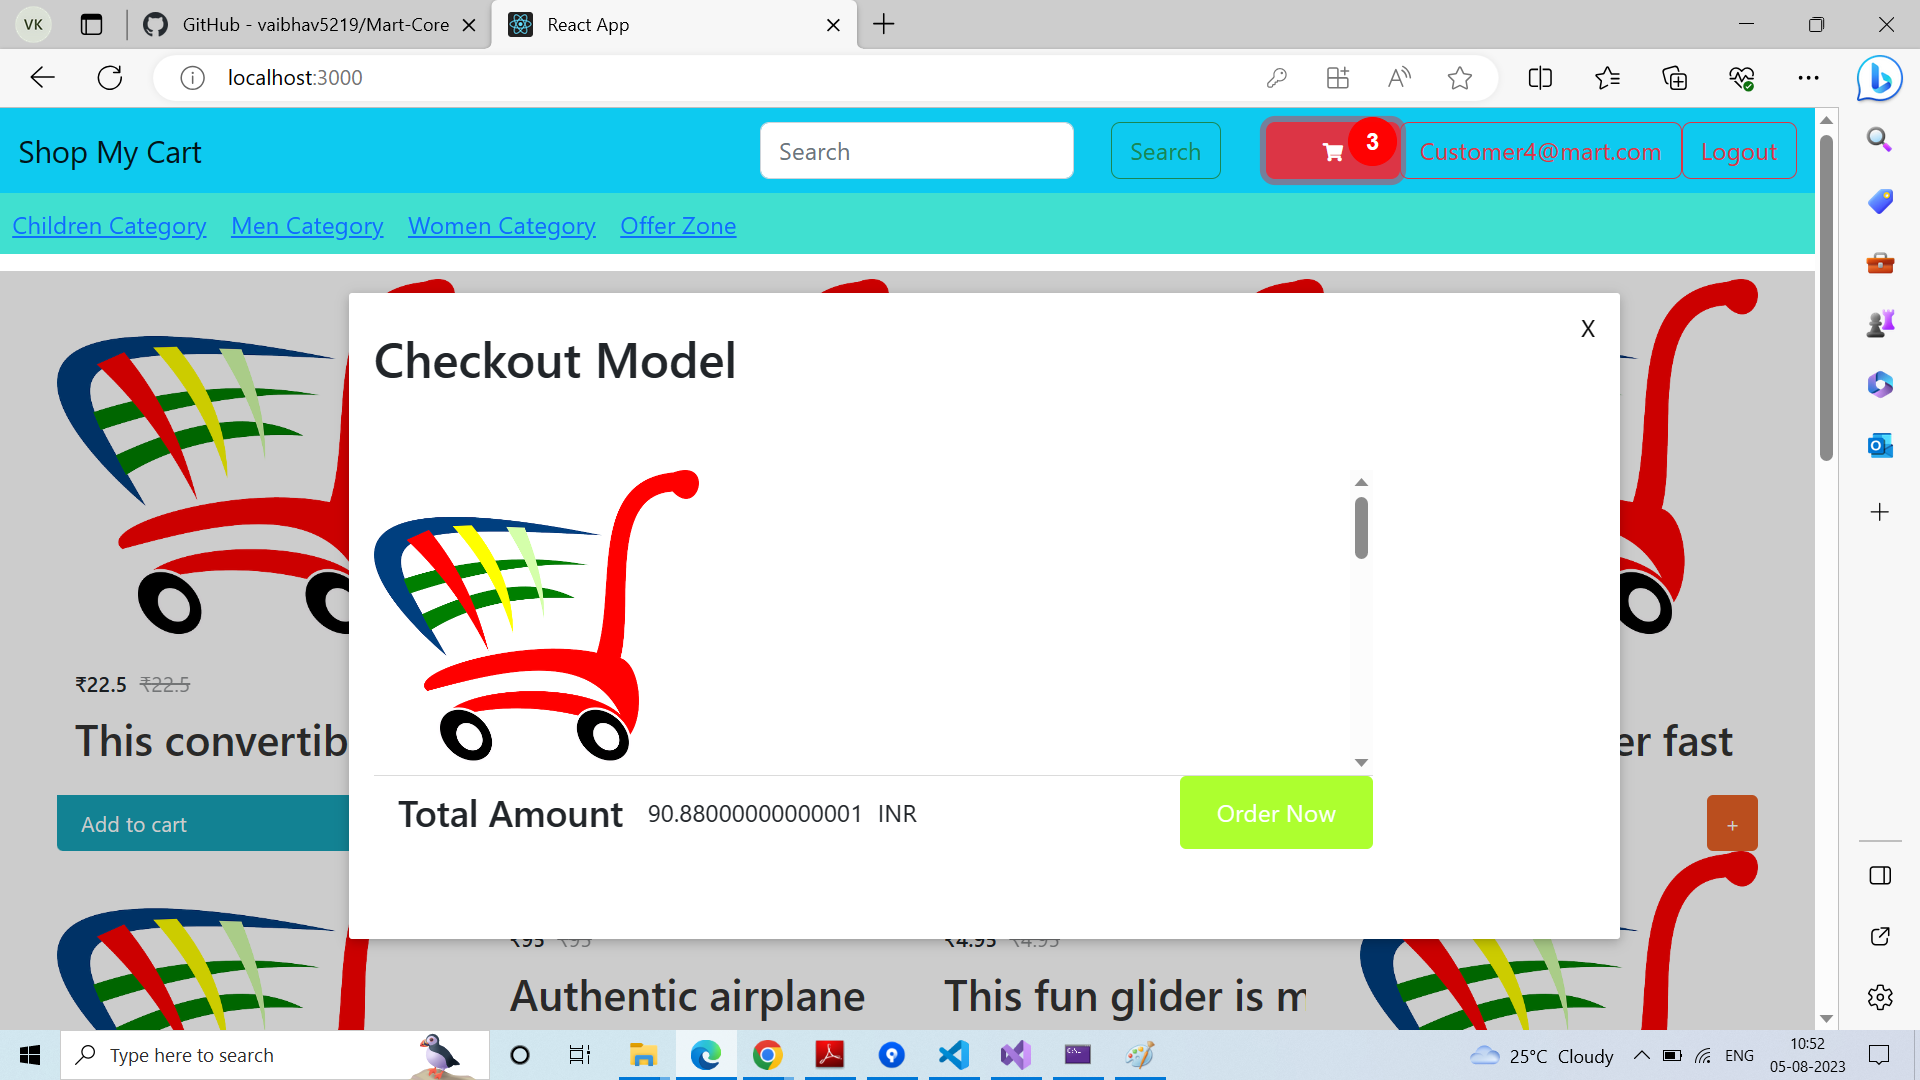 VK
GitHub - vaibhav5219/Mart-Core
React App
localhost:3000
Shop My Cart
Search
Search
3
Customer4@mart.com
Logout
Children Category
Men Category
Women Category
Offer Zone
X
Checkout Model
₹22.5 ₹22.5
This convertib
er fast
Add to cart
+
Total Amount 90.88000000000001 INR
Order Now
₹95 ₹95
₹4.95 ₹4.95
Authentic airplane
This fun glider is m
Type here to search
25°C Cloudy
ENG
10:52
05-08-2023